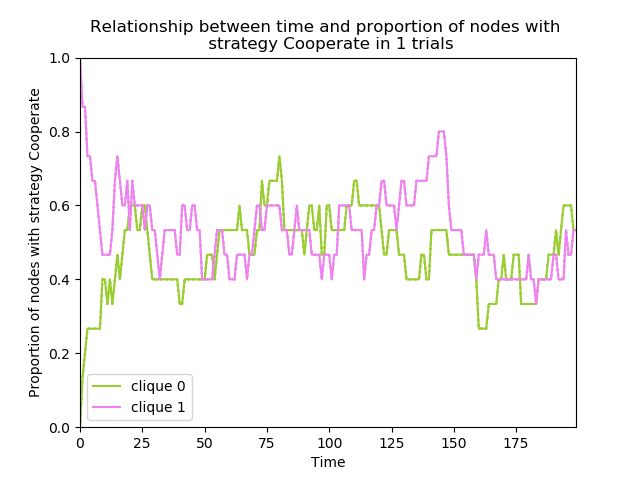 Relationship between time and proportion of nodes with
strategy Cooperate in 1 trials
Proportion of nodes with strategy Cooperate
1.0
0.8
0.6
0.4
0.2
0.0
clique 0
clique 1
0 25 50 75 100 125 150 175
Time